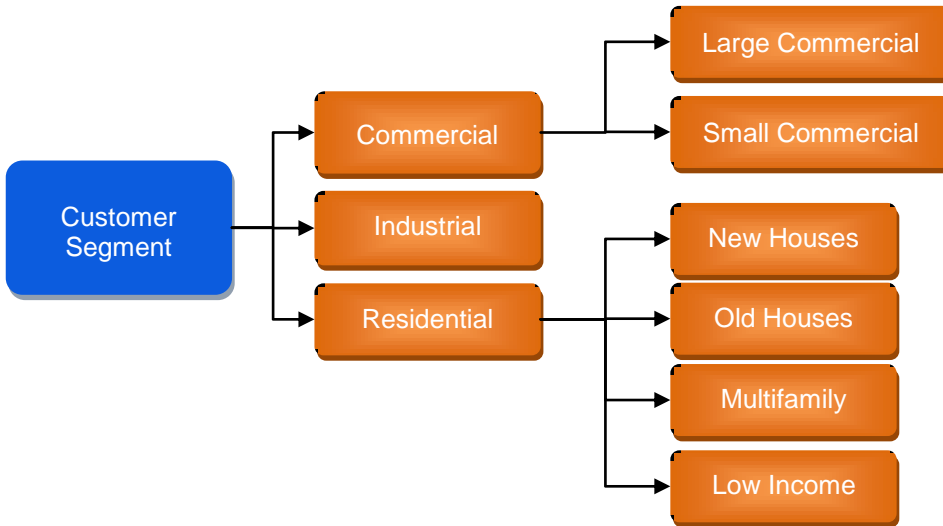 Customer
Segment
Commercial
Industrial
Residential
Large Commercial
Small Commercial
New Houses
Old Houses
Multifamily
Low Income